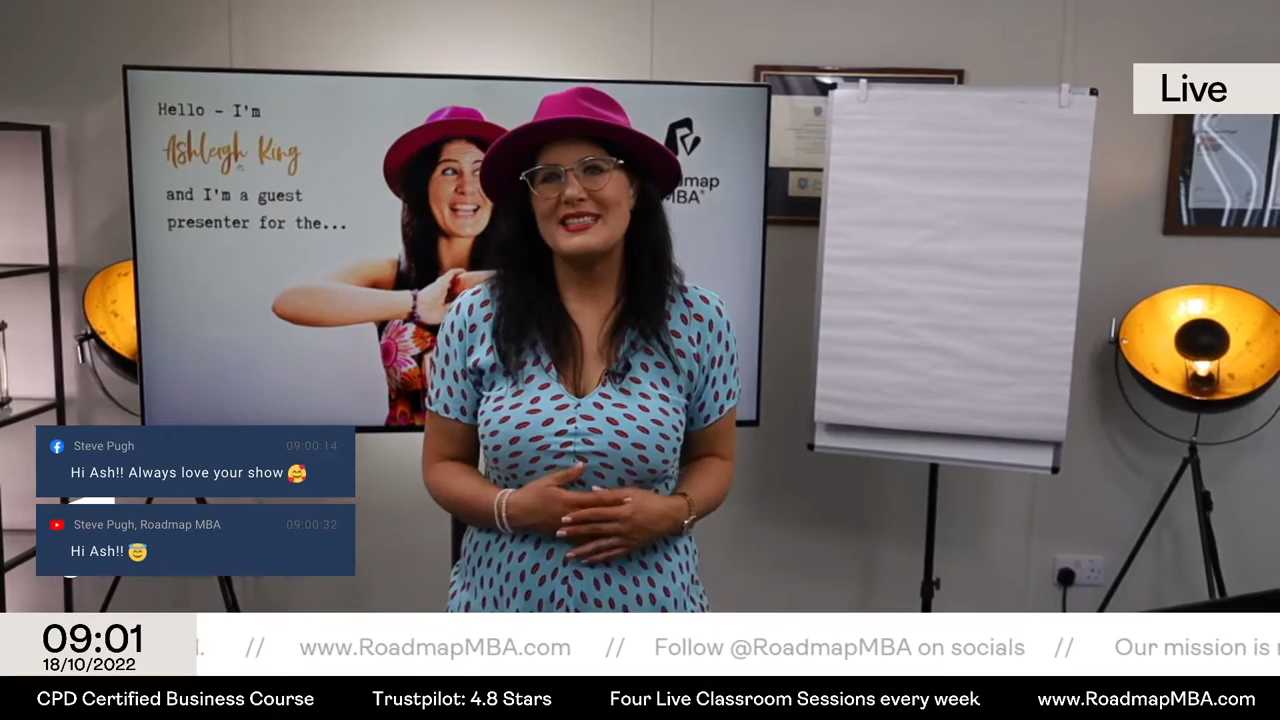 Hello - I'm
Ashleigh King
and I'm a guest
presenter for the...
MBA®
Live
Steve Pugh 09:00:14
Hi Ash!! Always love your show 🥰
Steve Pugh, Roadmap MBA 09:00:32
Hi Ash!! 😇
09:01
18/10/2022
// www.RoadmapMBA.com // Follow @RoadmapMBA on socials // Our mission is
CPD Certified Business Course Trustpilot: 4.8 Stars Four Live Classroom Sessions every week www.RoadmapMBA.com